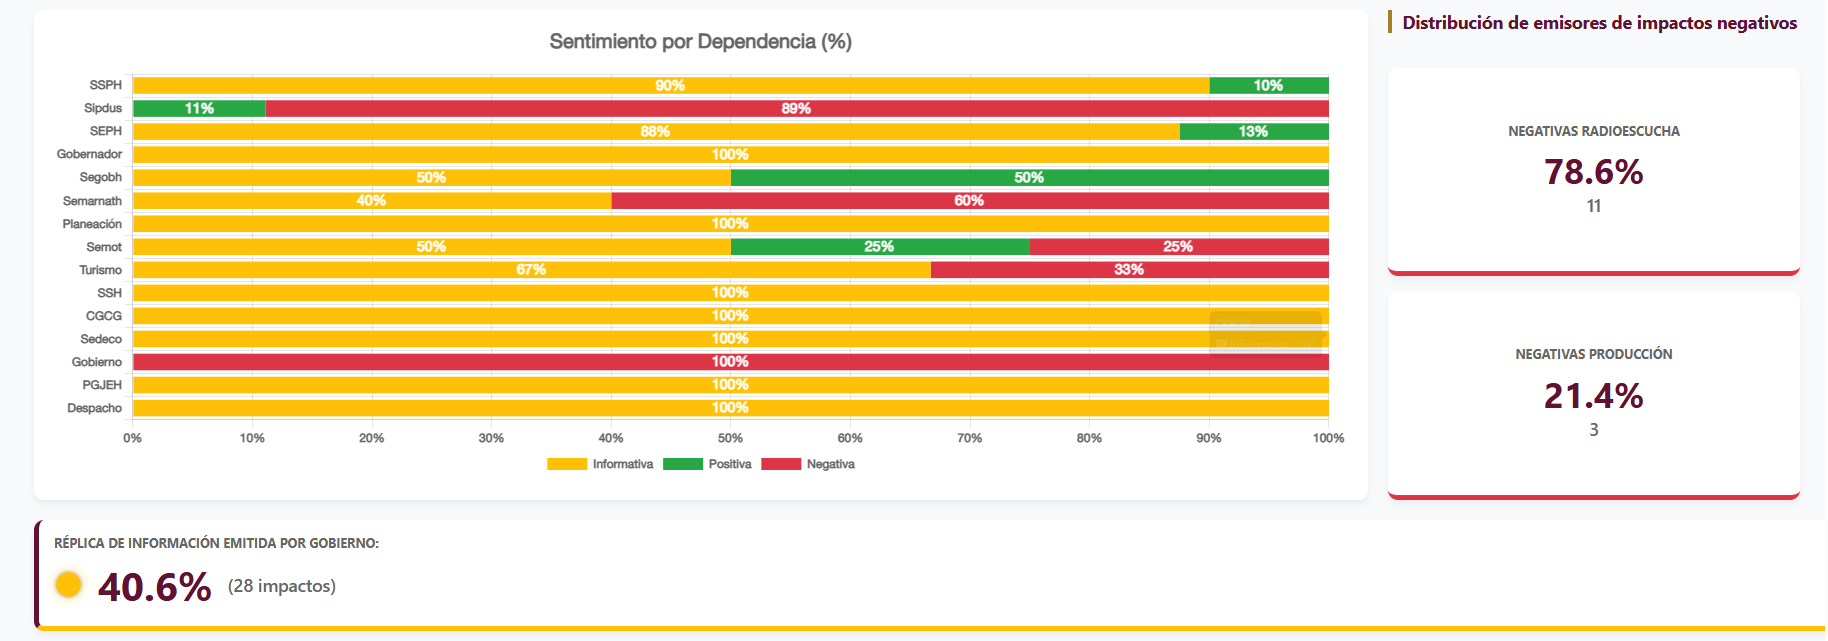 Sentimiento por Dependencia (%)
SSPH 90% 10%
Sipdus 11% 89%
SEPH 88% 13%
Gobernador 100%
Segobh 50% 50%
Semarnath 40% 60%
Planeación 100%
Semot 50% 25% 25%
Turismo 67% 33%
SSH 100%
CGCG 100%
Sedeco 100%
Gobierno 100%
PGJEH 100%
Despacho 100%
0% 10% 20% 30% 40% 50% 60% 70% 80% 90% 100%
Informativa Positiva Negativa
Distribución de emisores de impactos negativos
NEGATIVAS RADIOESCUCHA
78.6%
11
NEGATIVAS PRODUCCIÓN
21.4%
3
RÉPLICA DE INFORMACIÓN EMITIDA POR GOBIERNO:
40.6% (28 impactos)